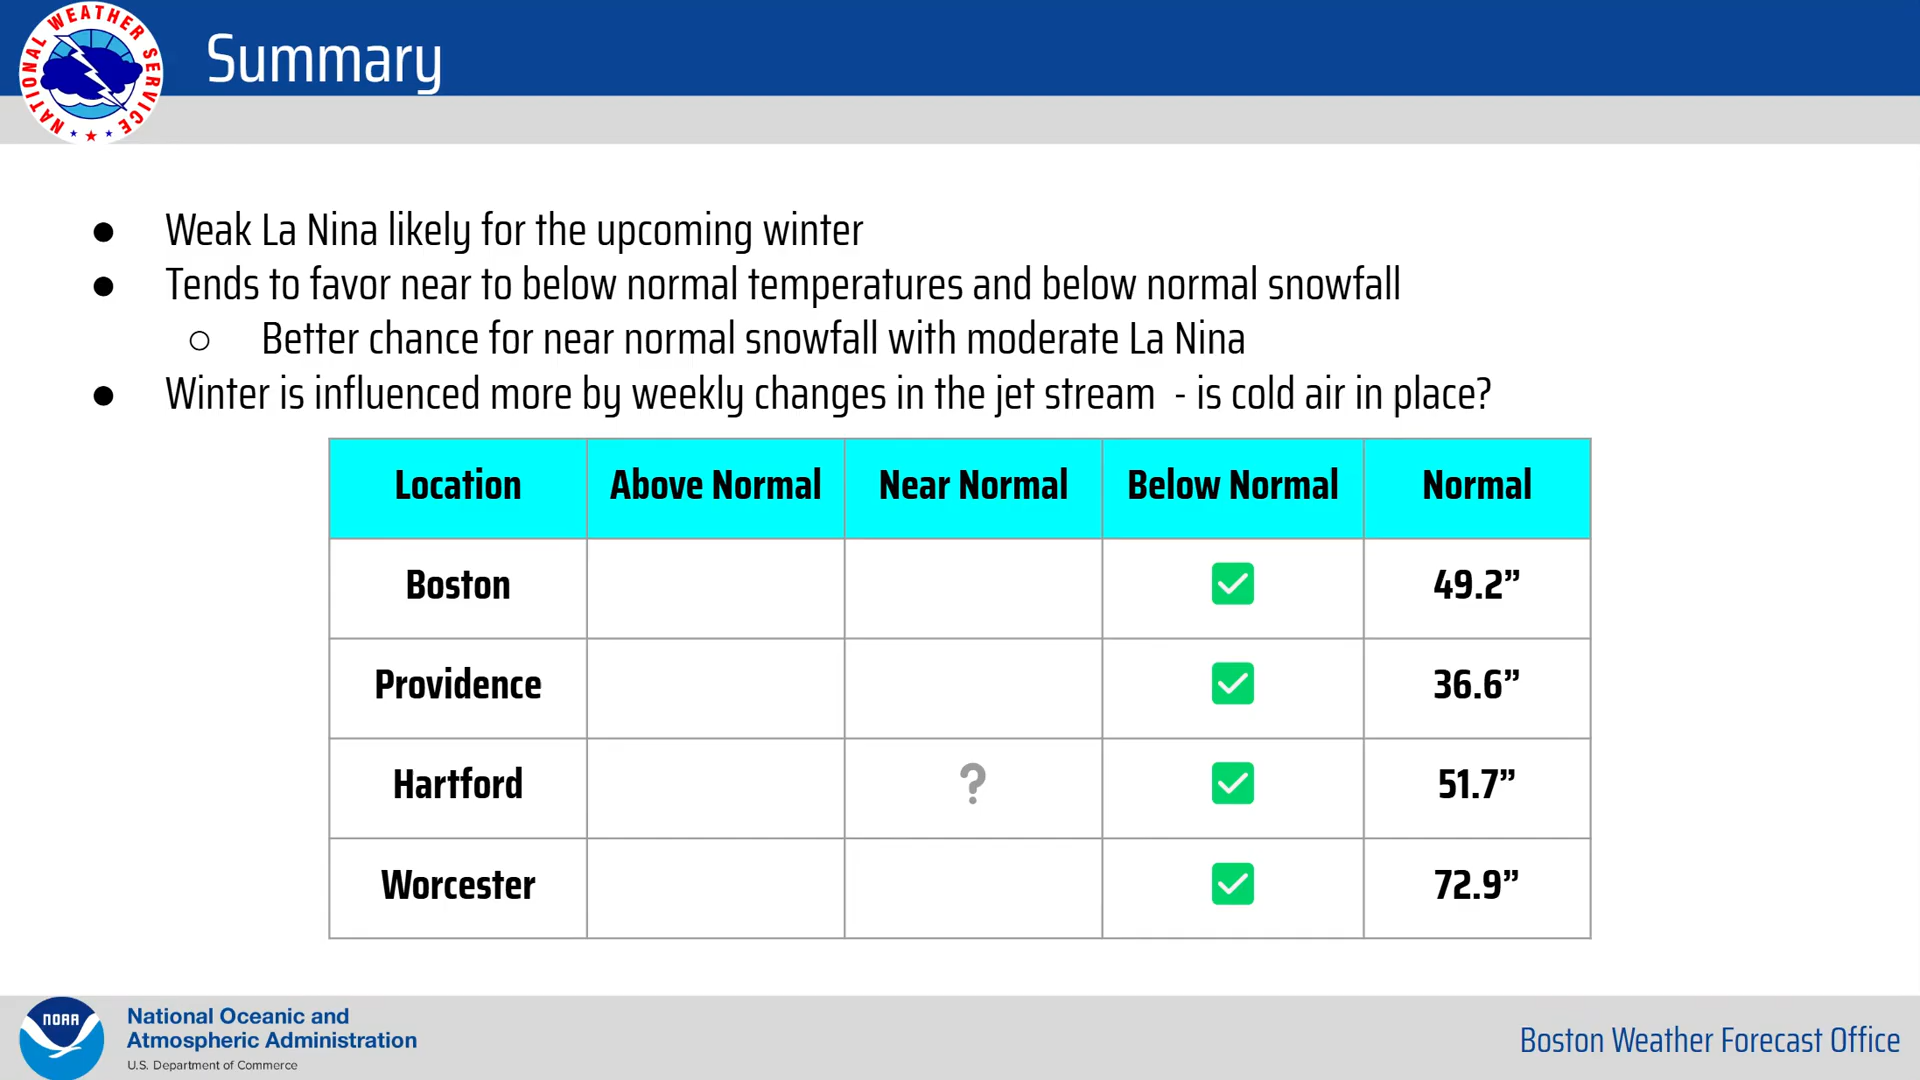 NATIONAL WEATHER SERVICE
Summary
● Weak La Nina likely for the upcoming winter
● Tends to favor near to below normal temperatures and below normal snowfall
○ Better chance for near normal snowfall with moderate La Nina
● Winter is influenced more by weekly changes in the jet stream - is cold air in place?
Location Above Normal Near Normal Below Normal Normal
Boston ✅ 49.2”
Providence ✅ 36.6”
Hartford ? ✅ 51.7”
Worcester ✅ 72.9”
NOAA
National Oceanic and
Atmospheric Administration
U.S. Department of Commerce
Boston Weather Forecast Office